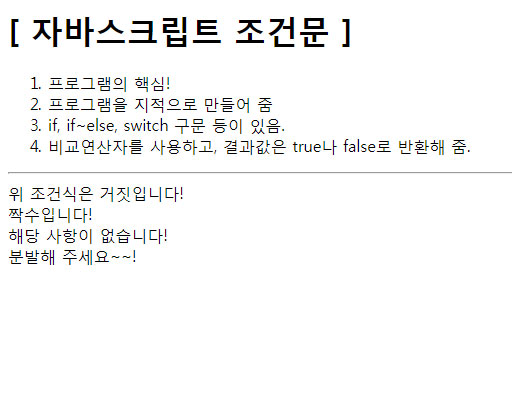 [ 자바스크립트 조건문 ]
1. 프로그램의 핵심!
2. 프로그램을 지적으로 만들어 줌
3. if, if~else, switch 구문 등이 있음.
4. 비교연산자를 사용하고, 결과값은 true나 false로 반환해 줌.
위 조건식은 거짓입니다!
짝수입니다!
해당 사항이 없습니다!
분발해 주세요~~!